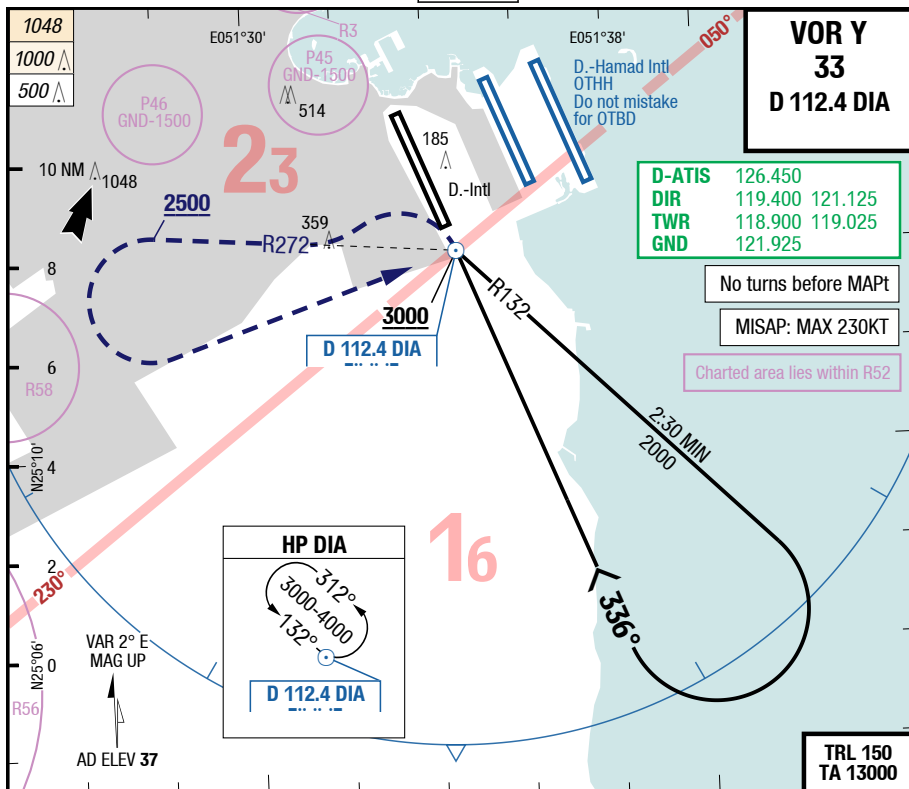 1048
1000
500
E051°30'
R3
P45
GND-1500
514
P46
GND-1500
E051°38'
050°
D.-Hamad Intl
OTHH
Do not mistake
for OTBD
VOR Y
33
D 112.4 DIA
23
185
D.-Intl
10 NM
1048
D-ATIS 126.450
DIR 119.400 121.125
TWR 118.900 119.025
GND 121.925
2500
359
R272
8
No turns before MAPt
R132
3000
MISAP: MAX 230KT
D 112.4 DIA
6
R58
Charted area lies within R52
2:30 MIN
2000
N25°10'
4
HP DIA
16
312°
3000-4000
132°
D 112.4 DIA
2
230°
336°
VAR 2° E
MAG UP
N25°06'
0
R56
AD ELEV 37
TRL 150
TA 13000